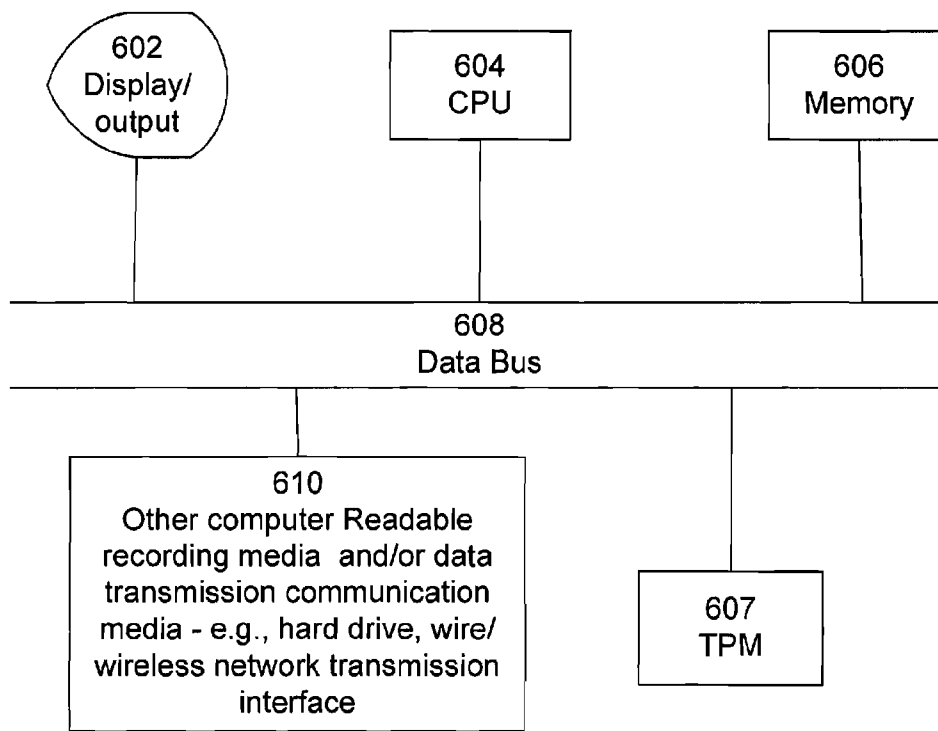 602
Display/
output
604
CPU
606
Memory
608
Data Bus
610
Other computer Readable
recording media and/or data
transmission communication
media - e.g., hard drive, wire/
wireless network transmission
interface
607
TPM